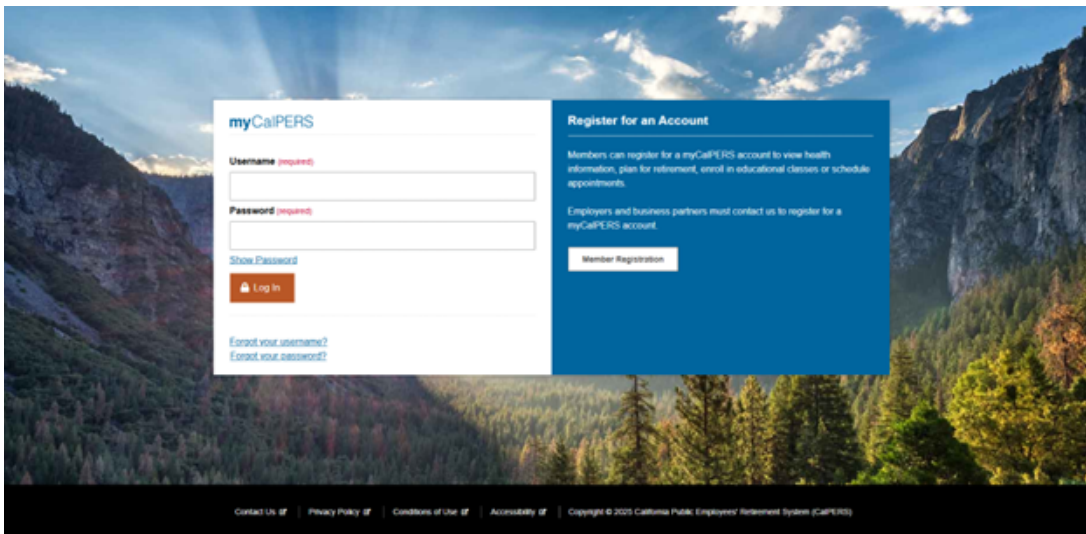 myCalPERS
Username (required)
Password (required)
Show Password
Log In
Forgot your username?
Forgot your password?
Register for an Account
Members can register for a myCalPERS account to view health
information, plan for retirement, enroll in educational classes or schedule
appointments.
Employers and business partners must contact us to register for a
myCalPERS account.
Member Registration
Contact Us | Privacy Policy | Conditions of Use | Accessibility | Copyright © 2025 California Public Employees' Retirement System (CalPERS)